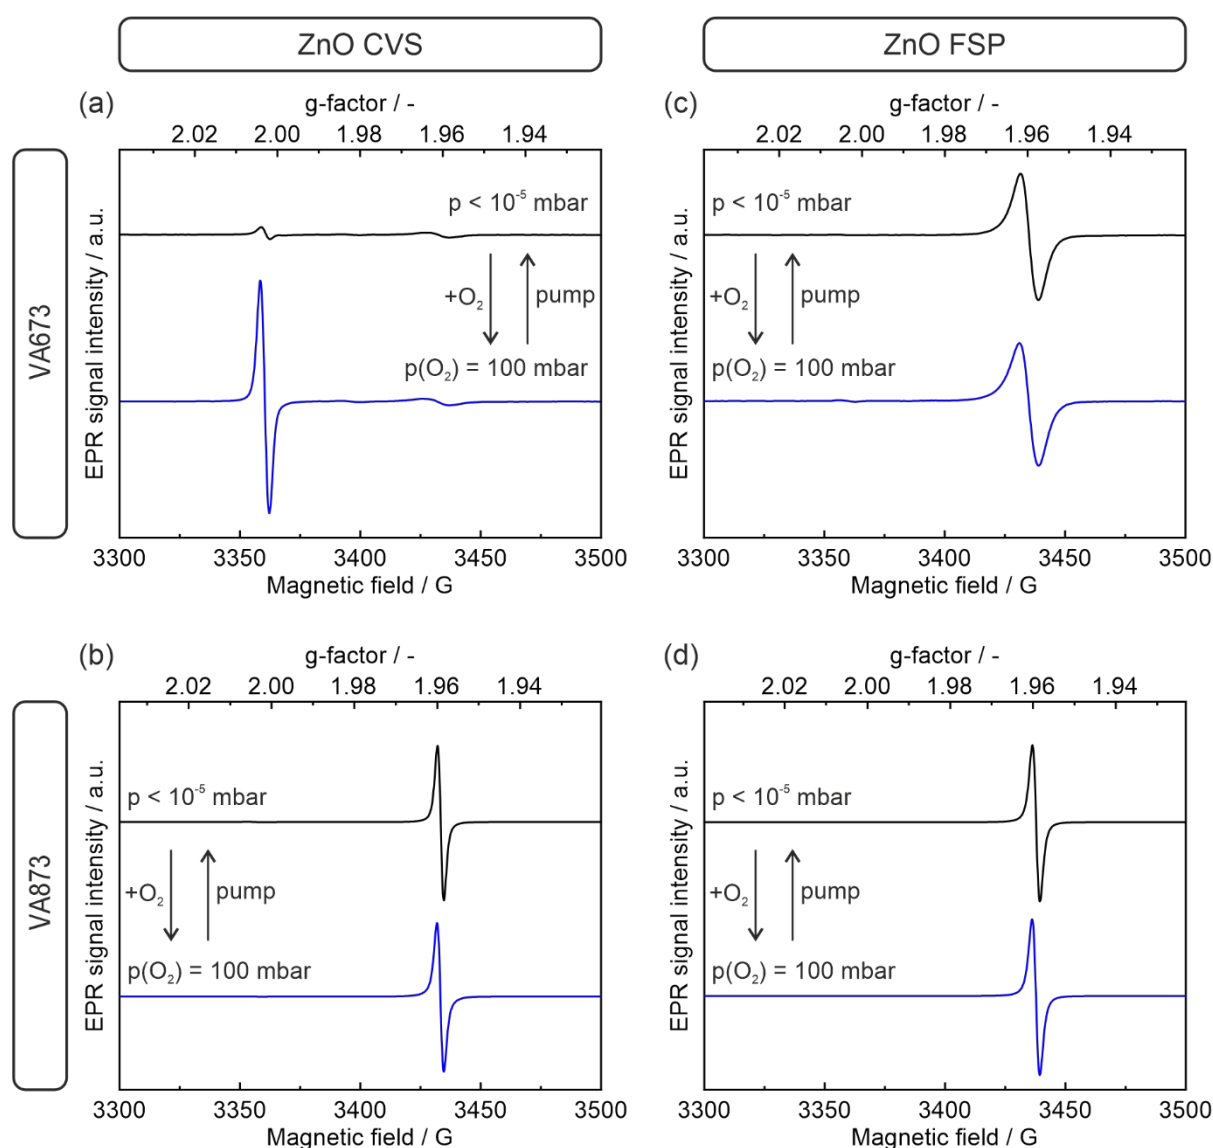 ZnO CVS
ZnO FSP
VA673
(a)
g-factor / -
2.02 2.00 1.98 1.96 1.94
EPR signal intensity / a.u.
p < 10⁻⁵ mbar
+O₂ pump
p(O₂) = 100 mbar
3300 3350 3400 3450 3500
Magnetic field / G
(c)
g-factor / -
2.02 2.00 1.98 1.96 1.94
EPR signal intensity / a.u.
p < 10⁻⁵ mbar
+O₂ pump
p(O₂) = 100 mbar
3300 3350 3400 3450 3500
Magnetic field / G
VA873
(b)
g-factor / -
2.02 2.00 1.98 1.96 1.94
EPR signal intensity / a.u.
p < 10⁻⁵ mbar
+O₂ pump
p(O₂) = 100 mbar
3300 3350 3400 3450 3500
Magnetic field / G
(d)
g-factor / -
2.02 2.00 1.98 1.96 1.94
EPR signal intensity / a.u.
p < 10⁻⁵ mbar
+O₂ pump
p(O₂) = 100 mbar
3300 3350 3400 3450 3500
Magnetic field / G